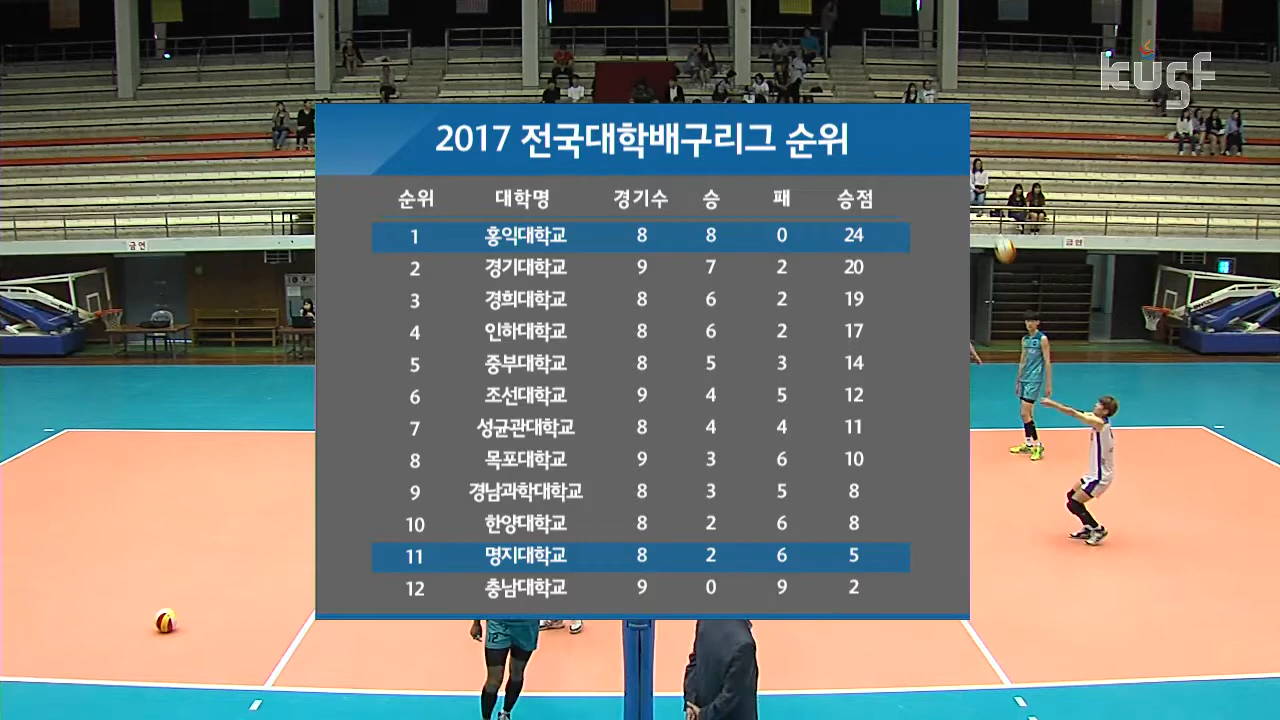 kusf
2017 전국대학배구리그 순위
순위 대학명 경기수 승 패 승점
1 홍익대학교 8 8 0 24
2 경기대학교 9 7 2 20
3 경희대학교 8 6 2 19
4 인하대학교 8 6 2 17
5 중부대학교 8 5 3 14
6 조선대학교 9 4 5 12
7 성균관대학교 8 4 4 11
8 목포대학교 9 3 6 10
9 경남과학대학교 8 3 5 8
10 한양대학교 8 2 6 8
11 명지대학교 8 2 6 5
12 충남대학교 9 0 9 2
금연
금연